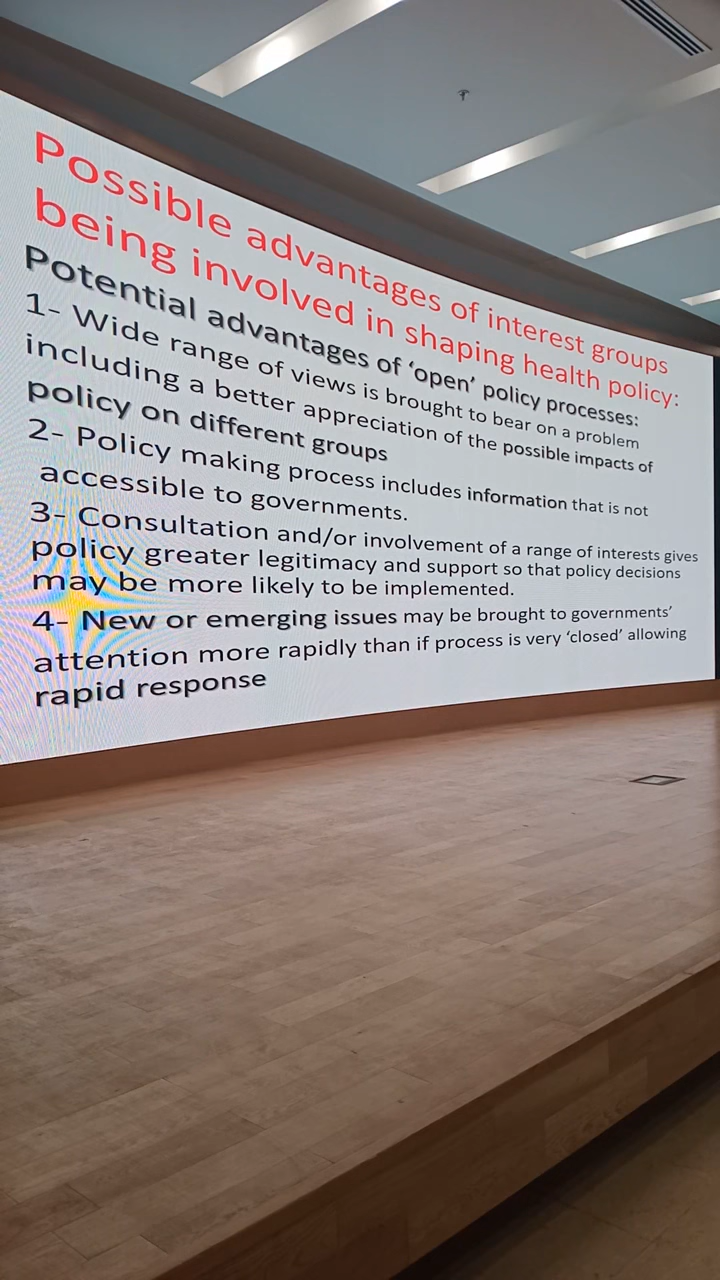 Possible advantages of interest groups
being involved in shaping health policy:
Potential advantages of ‘open’ policy processes:
1- Wide range of views is brought to bear on a problem
including a better appreciation of the possible impacts of
policy on different groups
2- Policy making process includes information that is not
accessible to governments.
3- Consultation and/or involvement of a range of interests gives
policy greater legitimacy and support so that policy decisions
may be more likely to be implemented.
4- New or emerging issues may be brought to governments’
attention more rapidly than if process is very ‘closed’ allowing
rapid response